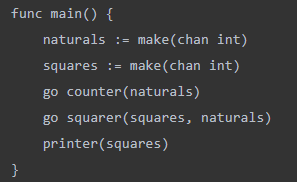 func main() {
    naturals := make(chan int)
    squares := make(chan int)
    go counter(naturals)
    go squarer(squares, naturals)
    printer(squares)
}